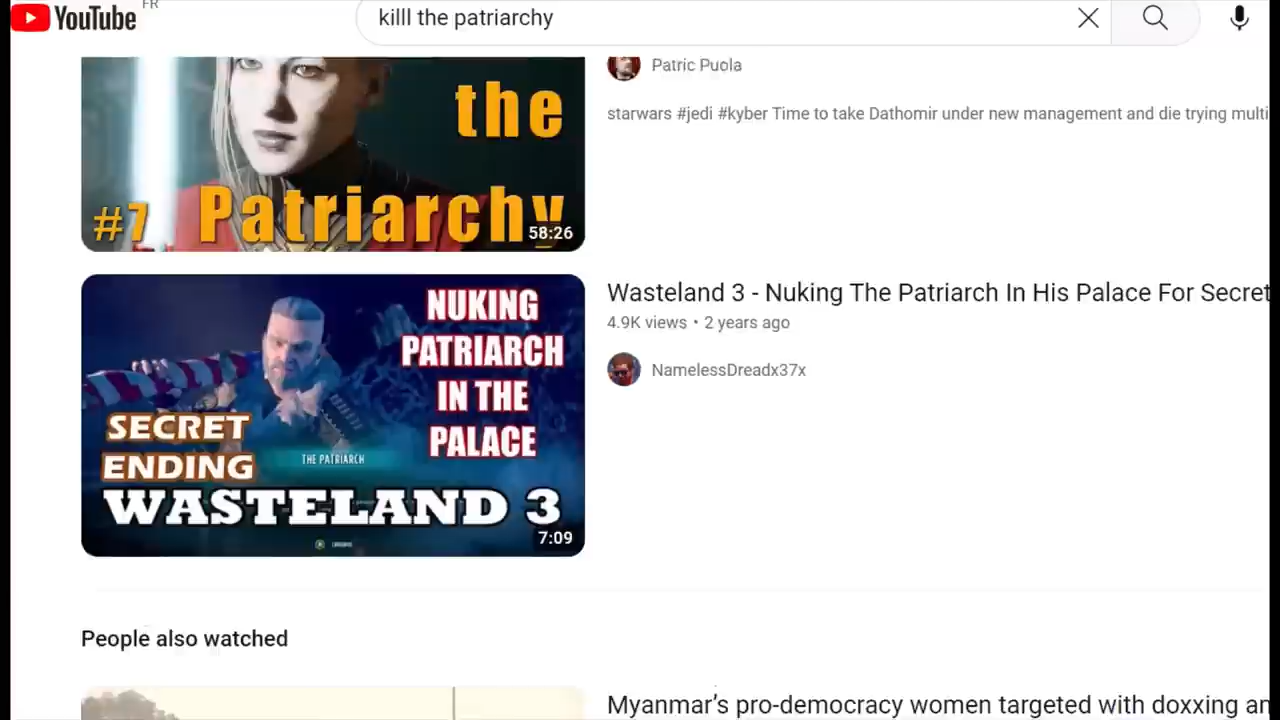 FR
YouTube
killl the patriarchy
the
#7 Patriarchy
58:26
Patric Puola
starwars #jedi #kyber Time to take Dathomir under new management and die trying multi
NUKING
PATRIARCH
IN THE
PALACE
SECRET
ENDING
THE PATRIARCH
WASTELAND 3
7:09
Wasteland 3 - Nuking The Patriarch In His Palace For Secret
4.9K views • 2 years ago
NamelessDreadx37x
People also watched
Myanmar's pro-democracy women targeted with doxxing an